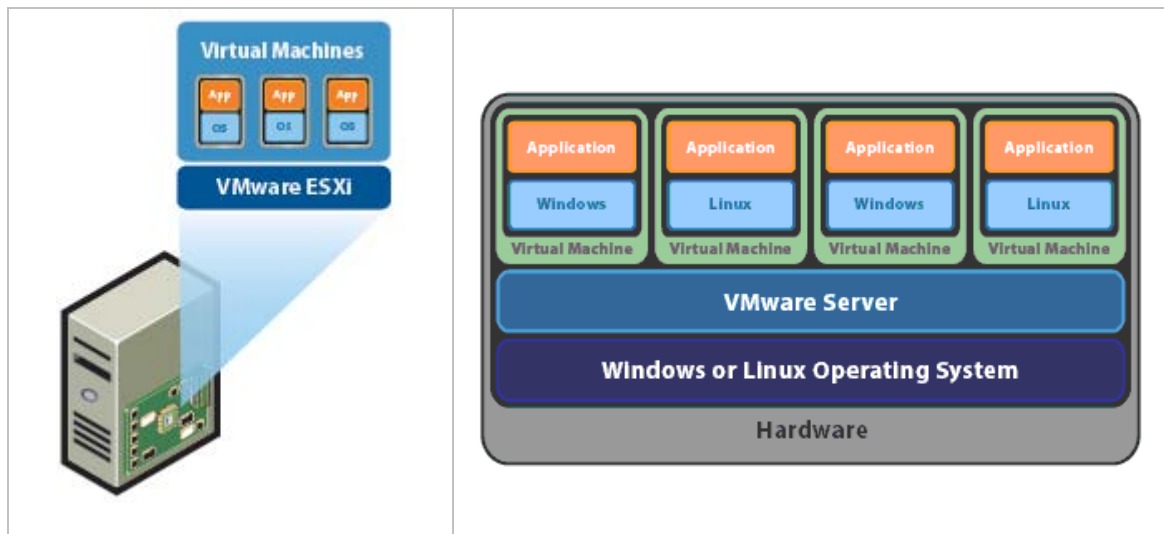 Virtual Machines
App App App
OS OS OS
VMware ESXi
Application Application Application Application
Windows Linux Windows Linux
Virtual Machine Virtual Machine Virtual Machine Virtual Machine
VMware Server
Windows or Linux Operating System
Hardware